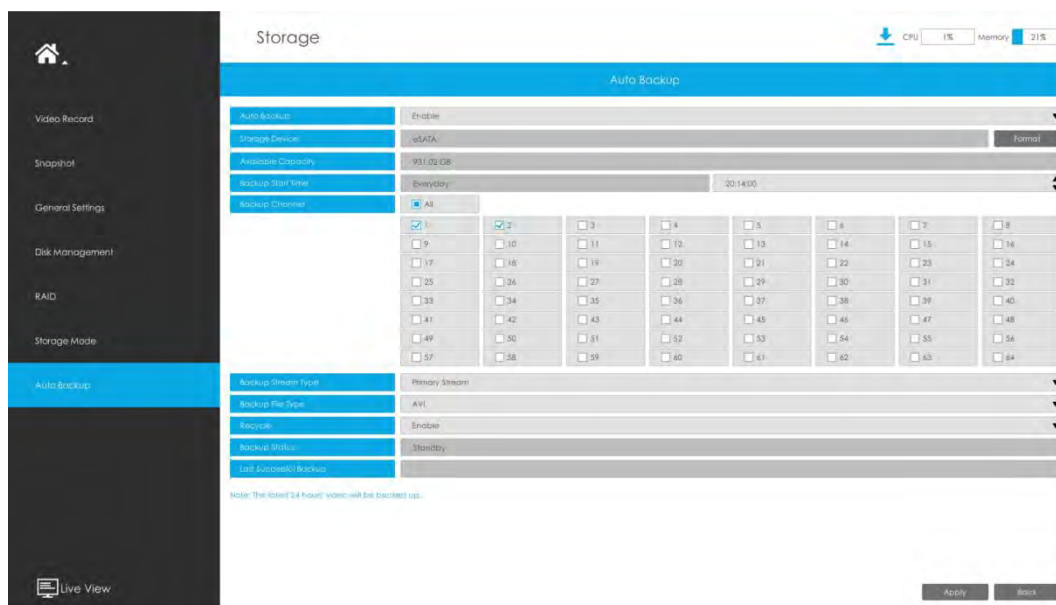 Storage
CPU 1% Memory 21%
Auto Backup
Video Record
Snapshot
General Settings
Disk Management
RAID
Storage Mode
Auto Backup
Live View
Auto Backup Enable
Storage Device eSATA Format
Available Capacity 931.02 GB
Backup Start Time Everyday 20:14:00
Backup Channel All
1 2 3 4 5 6 7 8
9 10 11 12 13 14 15 16
17 18 19 20 21 22 23 24
25 26 27 28 29 30 31 32
33 34 35 36 37 38 39 40
41 42 43 44 45 46 47 48
49 50 51 52 53 54 55 56
57 58 59 60 61 62 63 64
Backup Stream Type Primary Stream
Backup File Type AVI
Recycle Enable
Backup Status Standby
Last Successful Backup
Note: The latest 24 hours' video will be backed up.
Apply Back